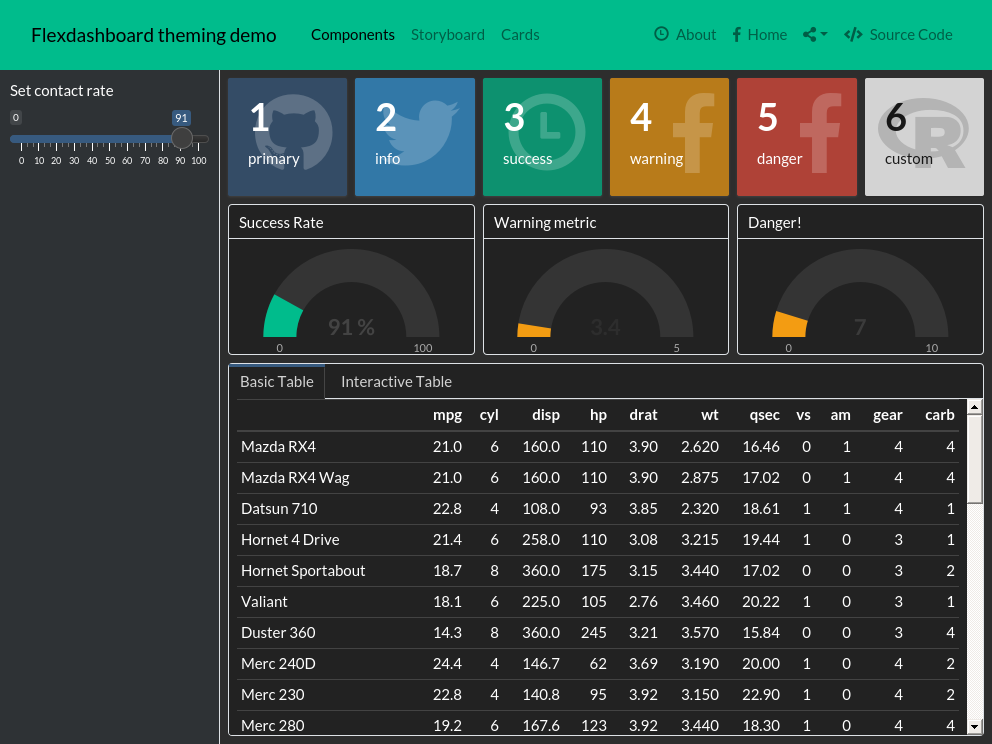 Flexdashboard theming demo Components Storyboard Cards About Home Source Code
Set contact rate
0 91
0 10 20 30 40 50 60 70 80 90 100
1 primary
2 info
3 success
4 warning
5 danger
6 custom
Success Rate
91 %
0 100
Warning metric
3.4
0 5
Danger!
7
0 10
Basic Table Interactive Table
mpg cyl disp hp drat wt qsec vs am gear carb
Mazda RX4 21.0 6 160.0 110 3.90 2.620 16.46 0 1 4 4
Mazda RX4 Wag 21.0 6 160.0 110 3.90 2.875 17.02 0 1 4 4
Datsun 710 22.8 4 108.0 93 3.85 2.320 18.61 1 1 4 1
Hornet 4 Drive 21.4 6 258.0 110 3.08 3.215 19.44 1 0 3 1
Hornet Sportabout 18.7 8 360.0 175 3.15 3.440 17.02 0 0 3 2
Valiant 18.1 6 225.0 105 2.76 3.460 20.22 1 0 3 1
Duster 360 14.3 8 360.0 245 3.21 3.570 15.84 0 0 3 4
Merc 240D 24.4 4 146.7 62 3.69 3.190 20.00 1 0 4 2
Merc 230 22.8 4 140.8 95 3.92 3.150 22.90 1 0 4 2
Merc 280 19.2 6 167.6 123 3.92 3.440 18.30 1 0 4 4